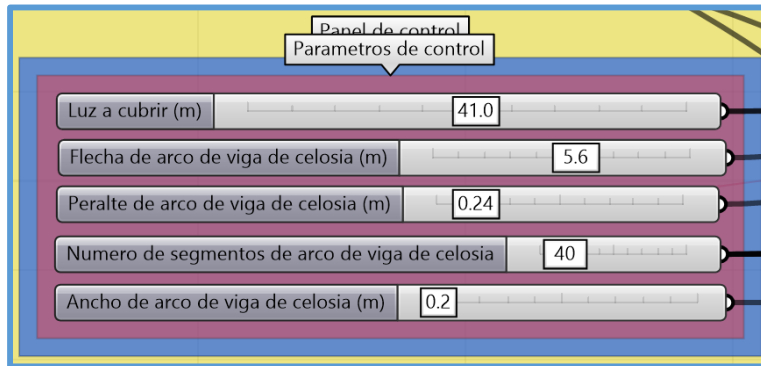 Panel de control
Parametros de control
Luz a cubrir (m) 41.0
Flecha de arco de viga de celosia (m) 5.6
Peralte de arco de viga de celosia (m) 0.24
Numero de segmentos de arco de viga de celosia 40
Ancho de arco de viga de celosia (m) 0.2